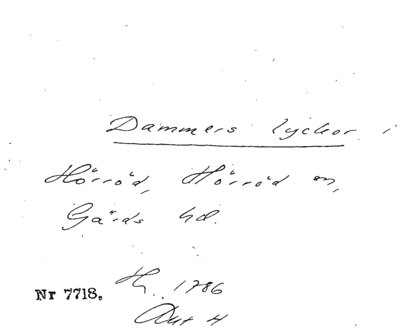 Dammers lyckor i
Hörröd, Hörröd sn,
Gärds hd.
1786
Nr 7718.
Akt 4